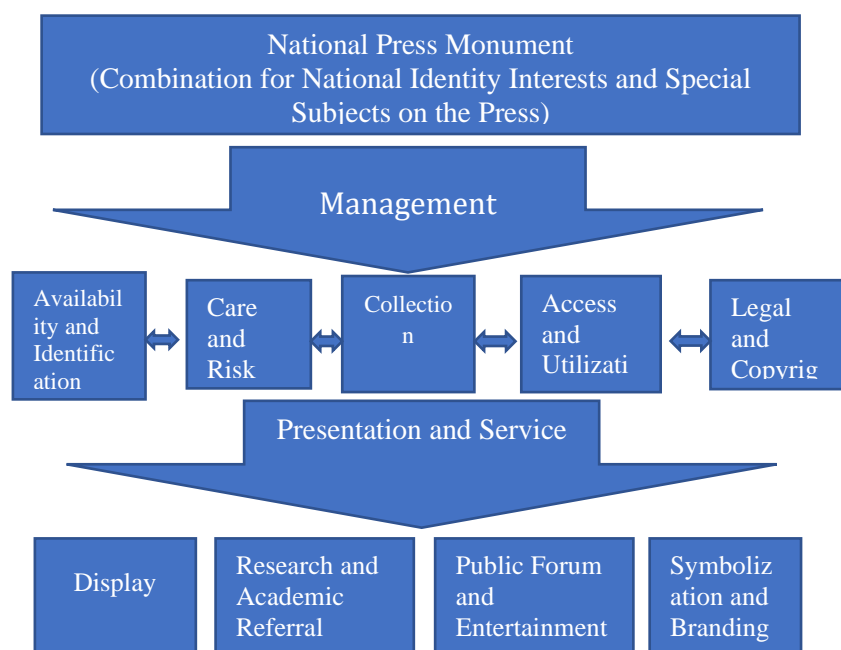 National Press Monument
(Combination for National Identity Interests and Special
Subjects on the Press)
Management
Availabil
ity and
Identific
ation
Care
and
Risk
Collectio
n
Access
and
Utilizati
Legal
and
Copyrig
Presentation and Service
Display
Research and
Academic
Referral
Public Forum
and
Entertainment
Symboliz
ation and
Branding